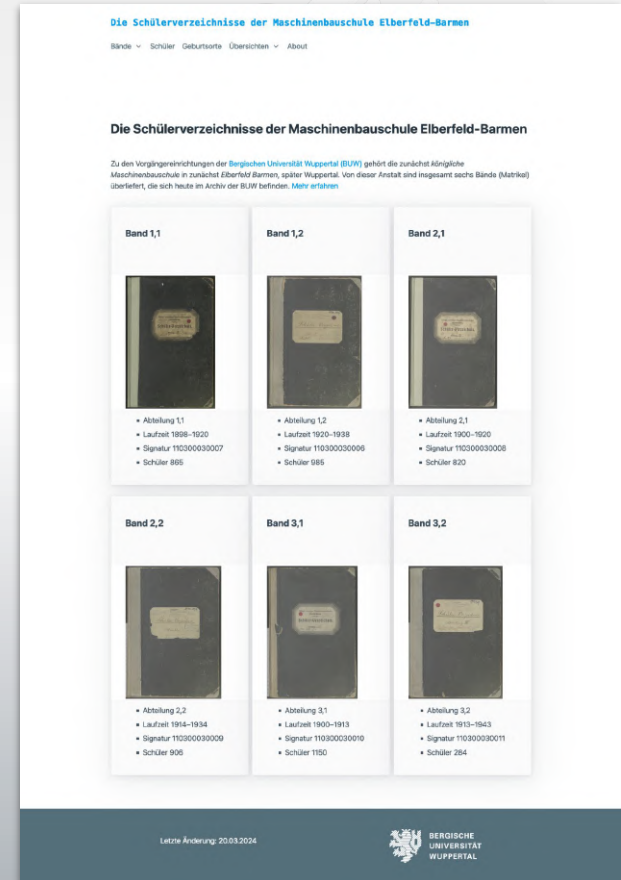 Die Schülerverzeichnisse der Maschinenbauschule Elberfeld-Barmen
Bände Schüler Geburtsorte Übersichten About
Die Schülerverzeichnisse der Maschinenbauschule Elberfeld-Barmen
Zu den Vorgängereinrichtungen der Bergischen Universität Wuppertal (BUW) gehört die zunächst königliche
Maschinenbauschule in zunächst Elberfeld Barmen, später Wuppertal. Von dieser Anstalt sind insgesamt sechs Bände (Matrikel)
überliefert, die sich heute im Archiv der BUW befinden. Mehr erfahren
Band 1,1
Abteilung 1,1
Laufzeit 1898–1920
Signatur 110300030007
Schüler 865
Band 1,2
Abteilung 1,2
Laufzeit 1920–1938
Signatur 110300030006
Schüler 985
Band 2,1
Abteilung 2,1
Laufzeit 1900–1920
Signatur 110300030008
Schüler 820
Band 2,2
Abteilung 2,2
Laufzeit 1914–1934
Signatur 110300030009
Schüler 906
Band 3,1
Abteilung 3,1
Laufzeit 1900–1913
Signatur 110300030010
Schüler 1150
Band 3,2
Abteilung 3,2
Laufzeit 1913–1943
Signatur 110300030011
Schüler 284
Letzte Änderung: 20.03.2024
BERGISCHE
UNIVERSITÄT
WUPPERTAL